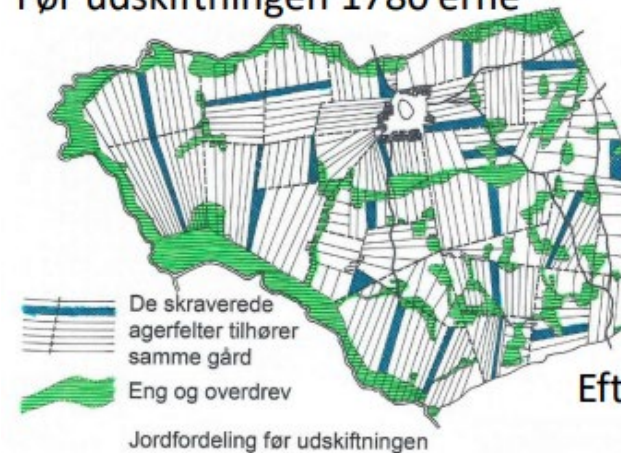 Før udskiftningen 1780'erne
De skraverede
agerfelter tilhører
samme gård
Eng og overdrev
Jordfordeling før udskiftningen
Eft